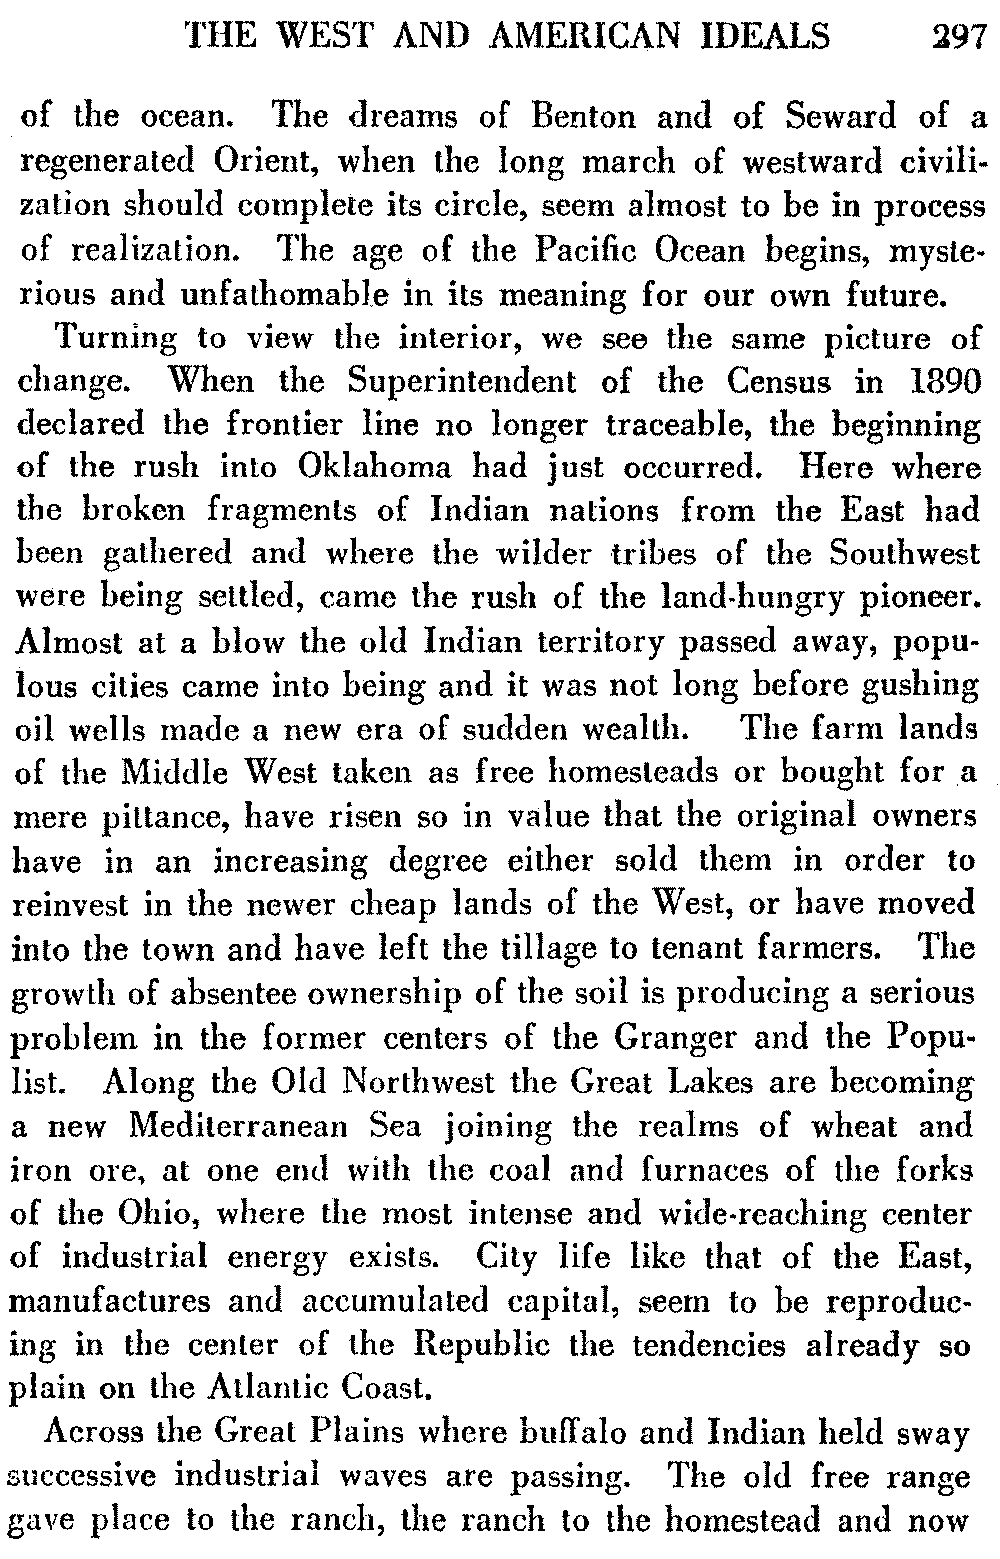 THE WEST AND AMERICAN IDEALS 297
of the ocean. The dreams of Benton and of Seward of a
regenerated Orient, when the long march of westward civili-
zation should complete its circle, seem almost to be in process
of realization. The age of the Pacific Ocean begins, myste-
rious and unfathomable in its meaning for our own future.
Turning to view the interior, we see the same picture of
change. When the Superintendent of the Census in 1890
declared the frontier line no longer traceable, the beginning
of the rush into Oklahoma had just occurred. Here where
the broken fragments of Indian nations from the East had
been gathered and where the wilder tribes of the Southwest
were being settled, came the rush of the land-hungry pioneer.
Almost at a blow the old Indian territory passed away, popu-
lous cities came into being and it was not long before gushing
oil wells made a new era of sudden wealth. The farm lands
of the Middle West taken as free homesteads or bought for a
mere pittance, have risen so in value that the original owners
have in an increasing degree either sold them in order to
reinvest in the newer cheap lands of the West, or have moved
into the town and have left the tillage to tenant farmers. The
growth of absentee ownership of the soil is producing a serious
problem in the former centers of the Granger and the Popu-
list. Along the Old Northwest the Great Lakes are becoming
a new Mediterranean Sea joining the realms of wheat and
iron ore, at one end with the coal and furnaces of the forks
of the Ohio, where the most intense and wide-reaching center
of industrial energy exists. City life like that of the East,
manufactures and accumulated capital, seem to be reproduc-
ing in the center of the Republic the tendencies already so
plain on the Atlantic Coast.
Across the Great Plains where buffalo and Indian held sway
successive industrial waves are passing. The old free range
gave place to the ranch, the ranch to the homestead and now